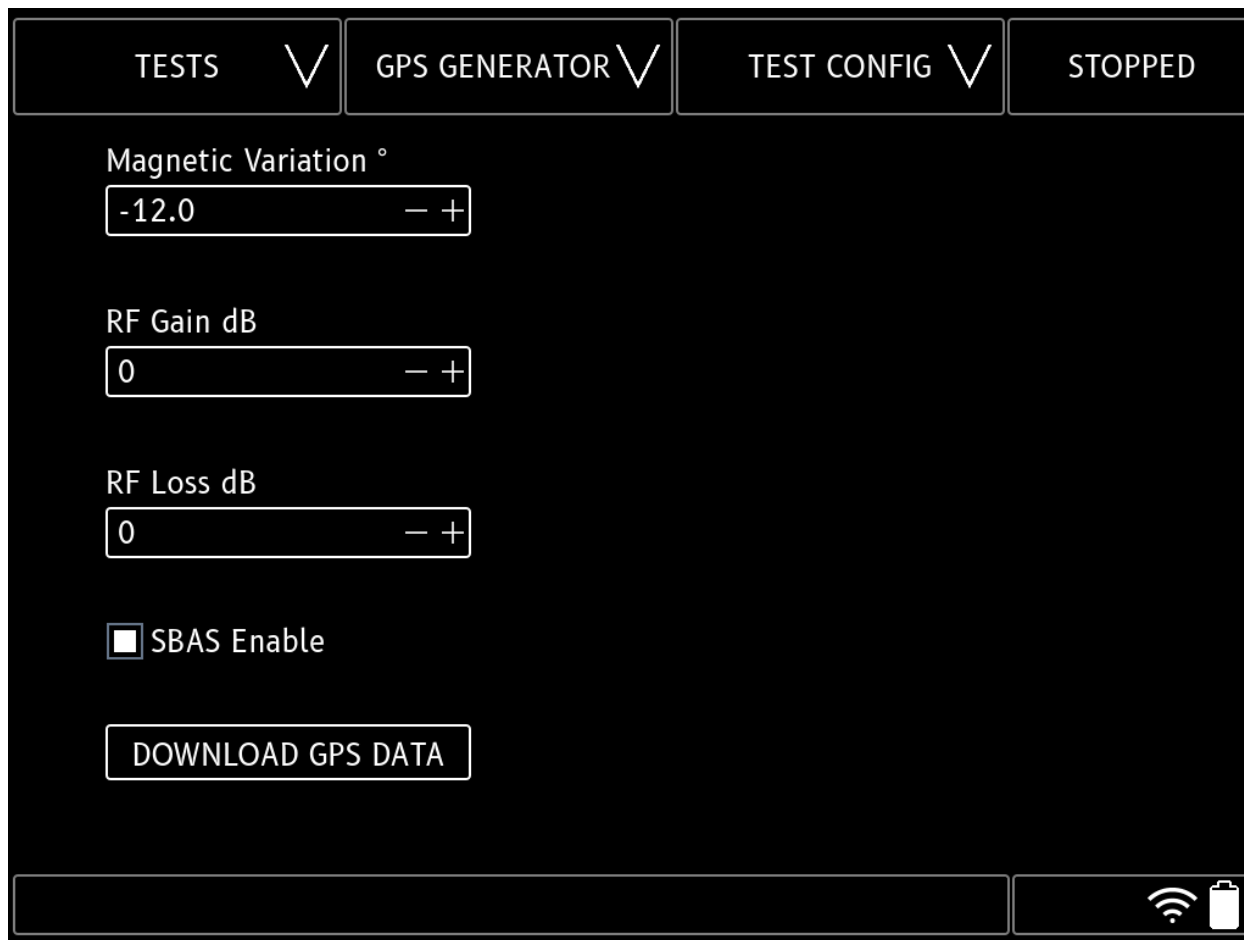 TESTS
GPS GENERATOR
TEST CONFIG
STOPPED
Magnetic Variation °
-12.0
RF Gain dB
0
RF Loss dB
0
SBAS Enable
DOWNLOAD GPS DATA